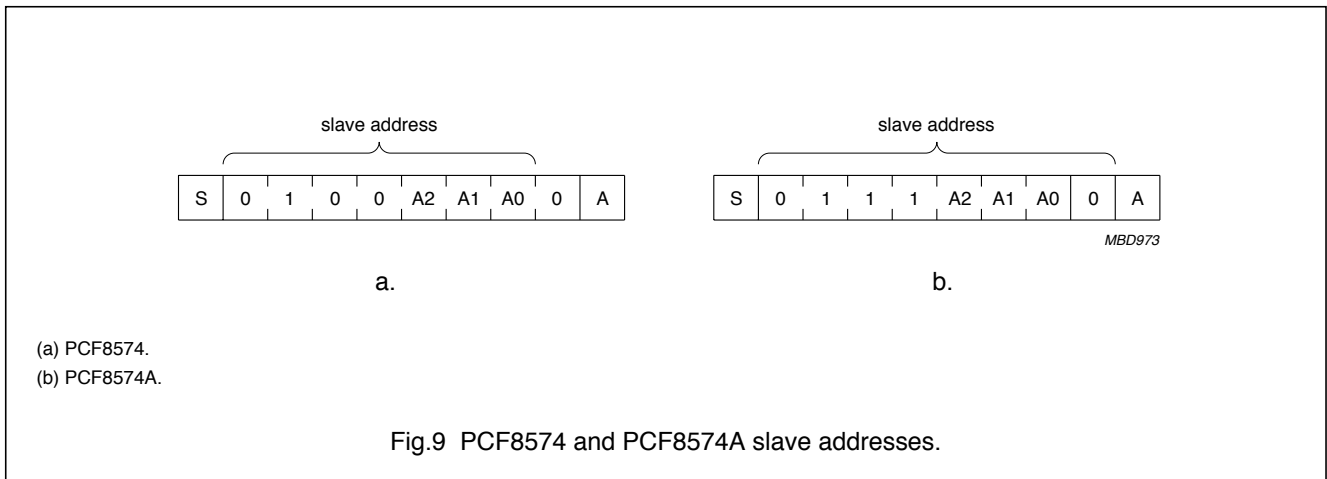 slave address
S 0 1 0 0 A2 A1 A0 0 A
a.
slave address
S 0 1 1 1 A2 A1 A0 0 A
MBD973
b.
(a) PCF8574.
(b) PCF8574A.
Fig.9 PCF8574 and PCF8574A slave addresses.